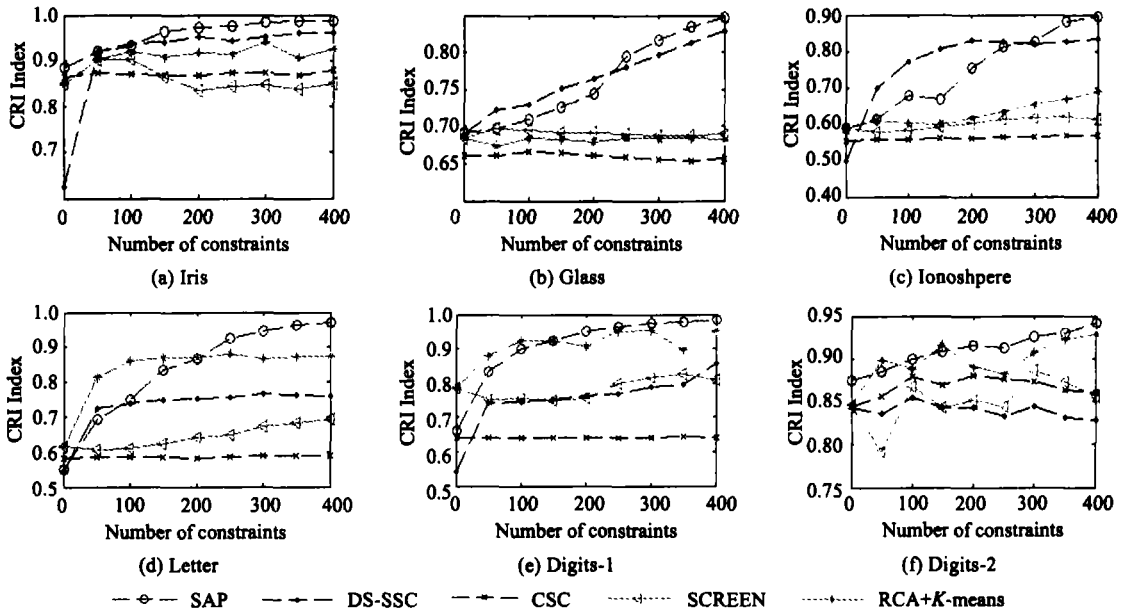 CRI Index
1.0
0.9
0.8
0.7
0 100 200 300 400
Number of constraints
(a) Iris
CRI Index
0.80
0.70
0.65
0 100 200 300 400
Number of constraints
(b) Glass
CRI Index
0.90
0.80
0.70
0.60
0.50
0.40
0 100 200 300 400
Number of constraints
(c) Ionoshpere
CRI Index
1.0
0.9
0.8
0.7
0.6
0.5
0 100 200 300 400
Number of constraints
(d) Letter
CRI Index
1.0
0.9
0.8
0.7
0.6
0.5
0 100 200 300 400
Number of constraints
(e) Digits-1
CRI Index
0.95
0.90
0.85
0.80
0.75
0 100 200 300 400
Number of constraints
(f) Digits-2
SAP DS-SSC CSC SCREEN RCA+K-means